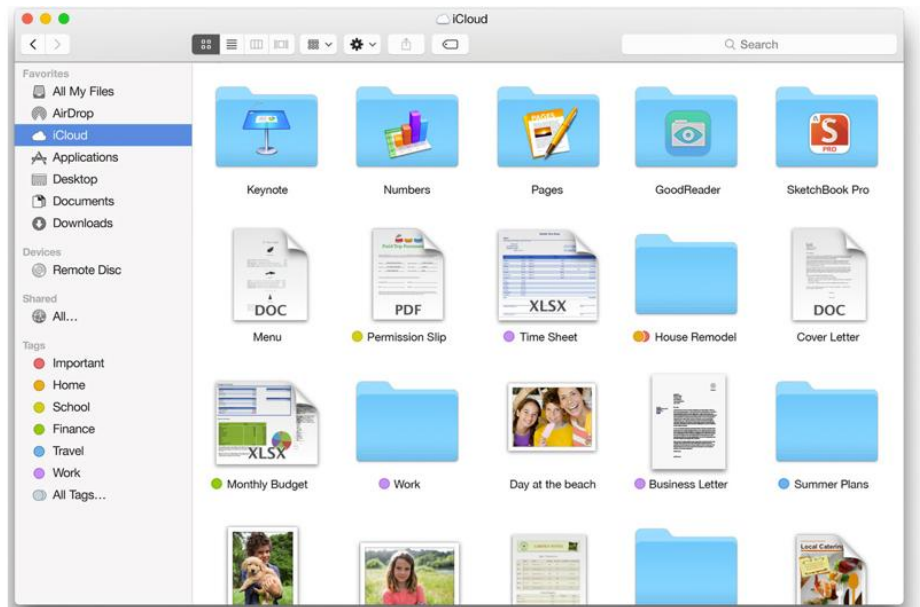 iCloud
Search
Favorites
All My Files
AirDrop
iCloud
Applications
Desktop
Documents
Downloads
Devices
Remote Disc
Shared
All...
Tags
Important
Home
School
Finance
Travel
Work
All Tags...
PAGES
PRO
Keynote
Numbers
Pages
GoodReader
SketchBook Pro
DOC
PDF
XLSX
DOC
Menu
Permission Slip
Time Sheet
House Remodel
Cover Letter
XLSX
Monthly Budget
Work
Day at the beach
Business Letter
Summer Plans
Local Catering